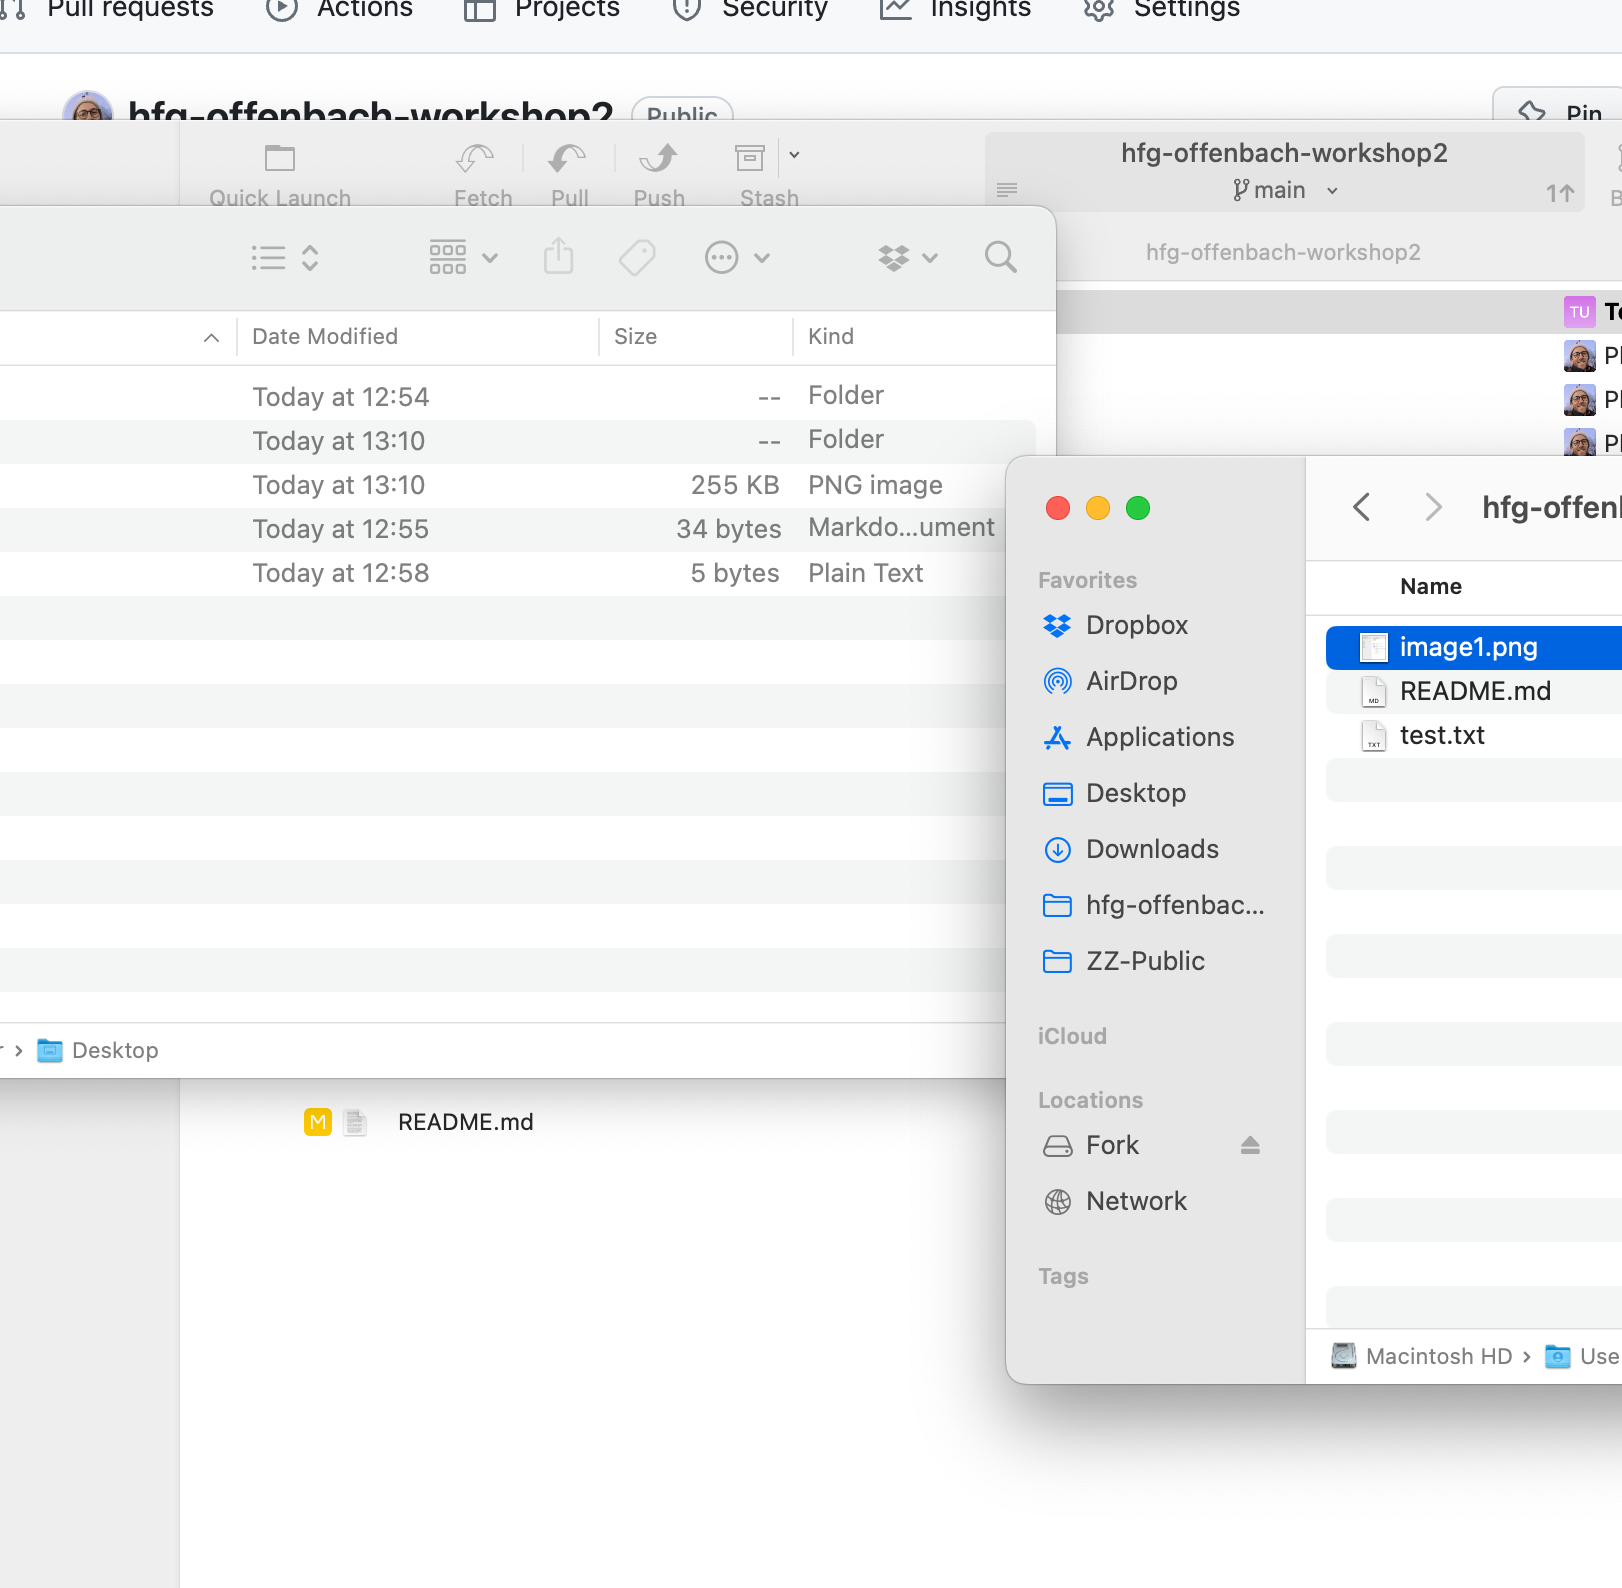 Pull requests
Actions
Projects
Security
Insights
Settings
hfg-offenbach-workshop2
Public
Pin
Quick Launch
Fetch
Pull
Push
Stash
hfg-offenbach-workshop2
main
1↑
hfg-offenbach-workshop2
TU
Date Modified Size Kind
Today at 12:54 -- Folder
Today at 13:10 -- Folder
Today at 13:10 255 KB PNG image
Today at 12:55 34 bytes Markdo...ument
Today at 12:58 5 bytes Plain Text
Desktop
M README.md
Favorites
Dropbox
AirDrop
Applications
Desktop
Downloads
hfg-offenbac...
ZZ-Public
iCloud
Locations
Fork
Network
Tags
hfg-offen
Name
image1.png
MD README.md
TXT test.txt
Macintosh HD › Use